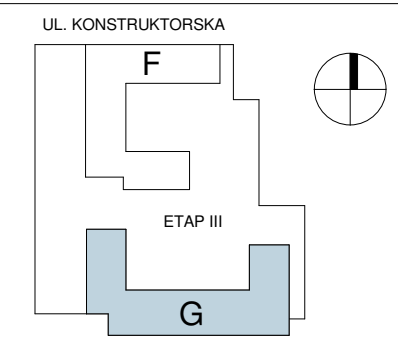 UL. KONSTRUKTORSKA
F
ETAP III
G